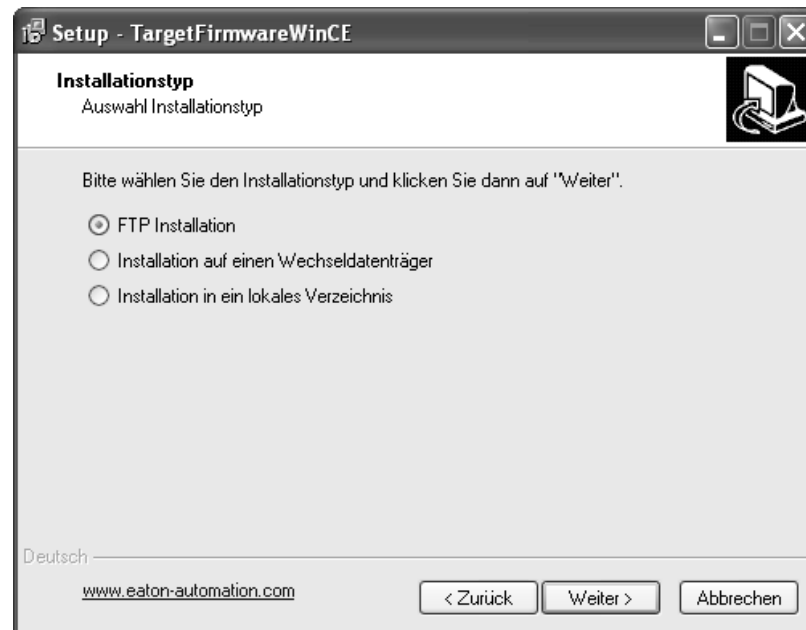 Setup - TargetFirmwareWinCE
Installationstyp
Auswahl Installationstyp
Bitte wählen Sie den Installationstyp und klicken Sie dann auf "Weiter".
FTP Installation
Installation auf einen Wechseldatenträger
Installation in ein lokales Verzeichnis
Deutsch
www.eaton-automation.com
< Zurück
Weiter >
Abbrechen